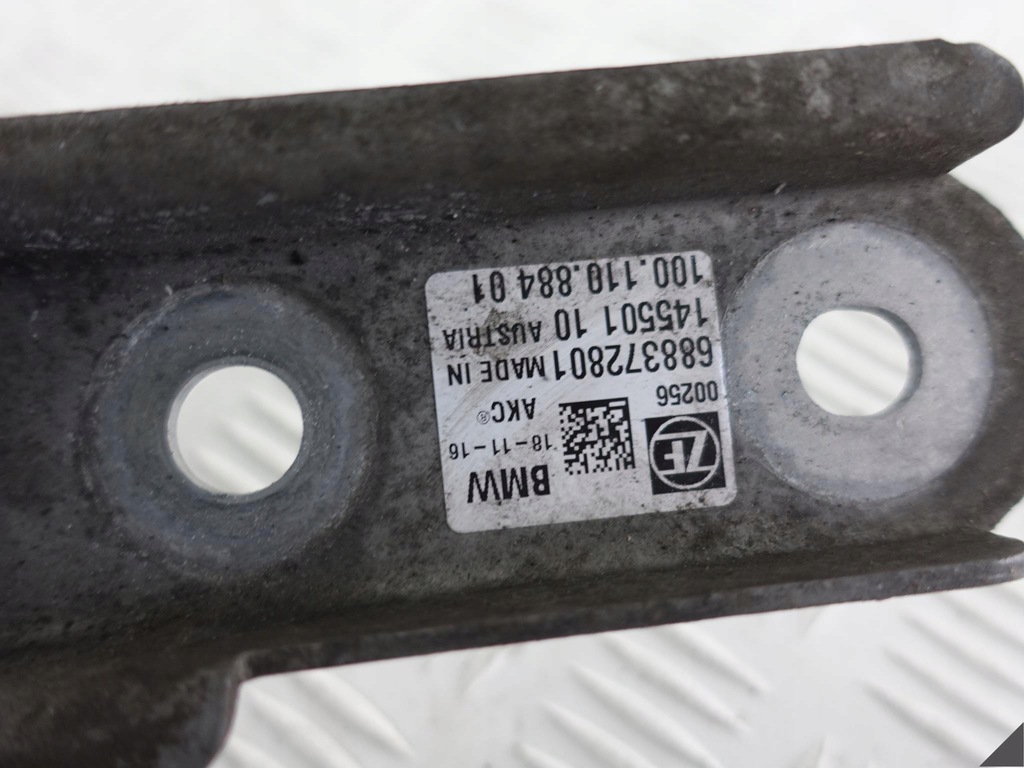 ZF BMW
18-11-16
00256 AKC®
6883728 01 MADE IN
145501 10 AUSTRIA
100.110.884 01